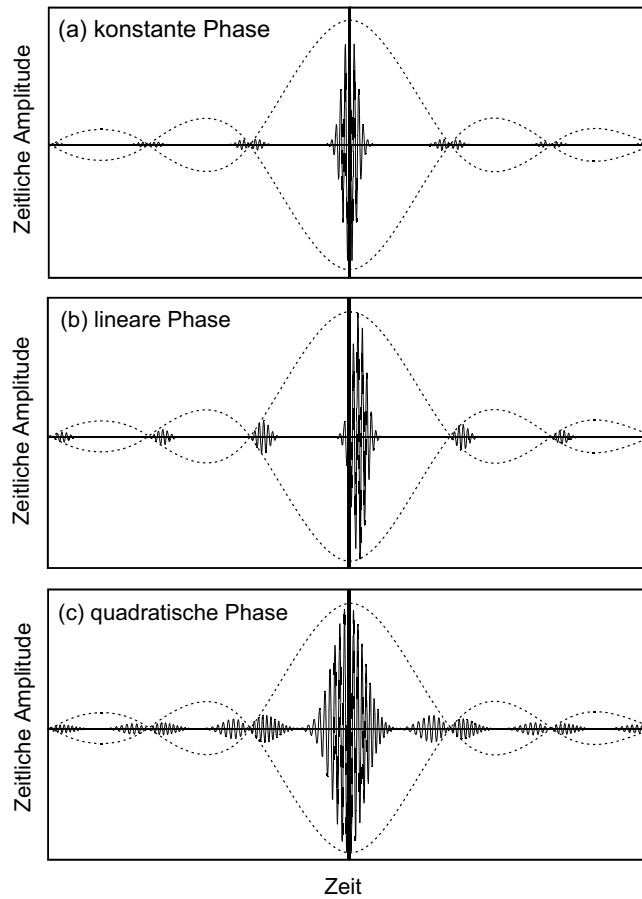 (a) konstante Phase
Zeitliche Amplitude
(b) lineare Phase
Zeitliche Amplitude
(c) quadratische Phase
Zeitliche Amplitude
Zeit